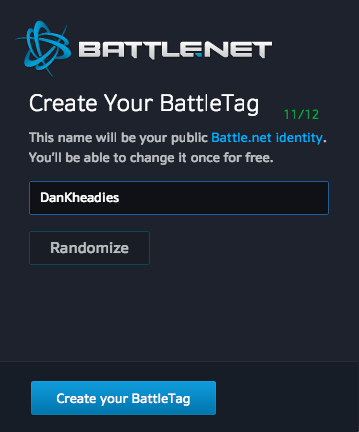 BATTLE.NET
Create Your BattleTag
11/12
This name will be your public Battle.net identity.
You'll be able to change it once for free.
DanKheadies
Randomize
Create your BattleTag